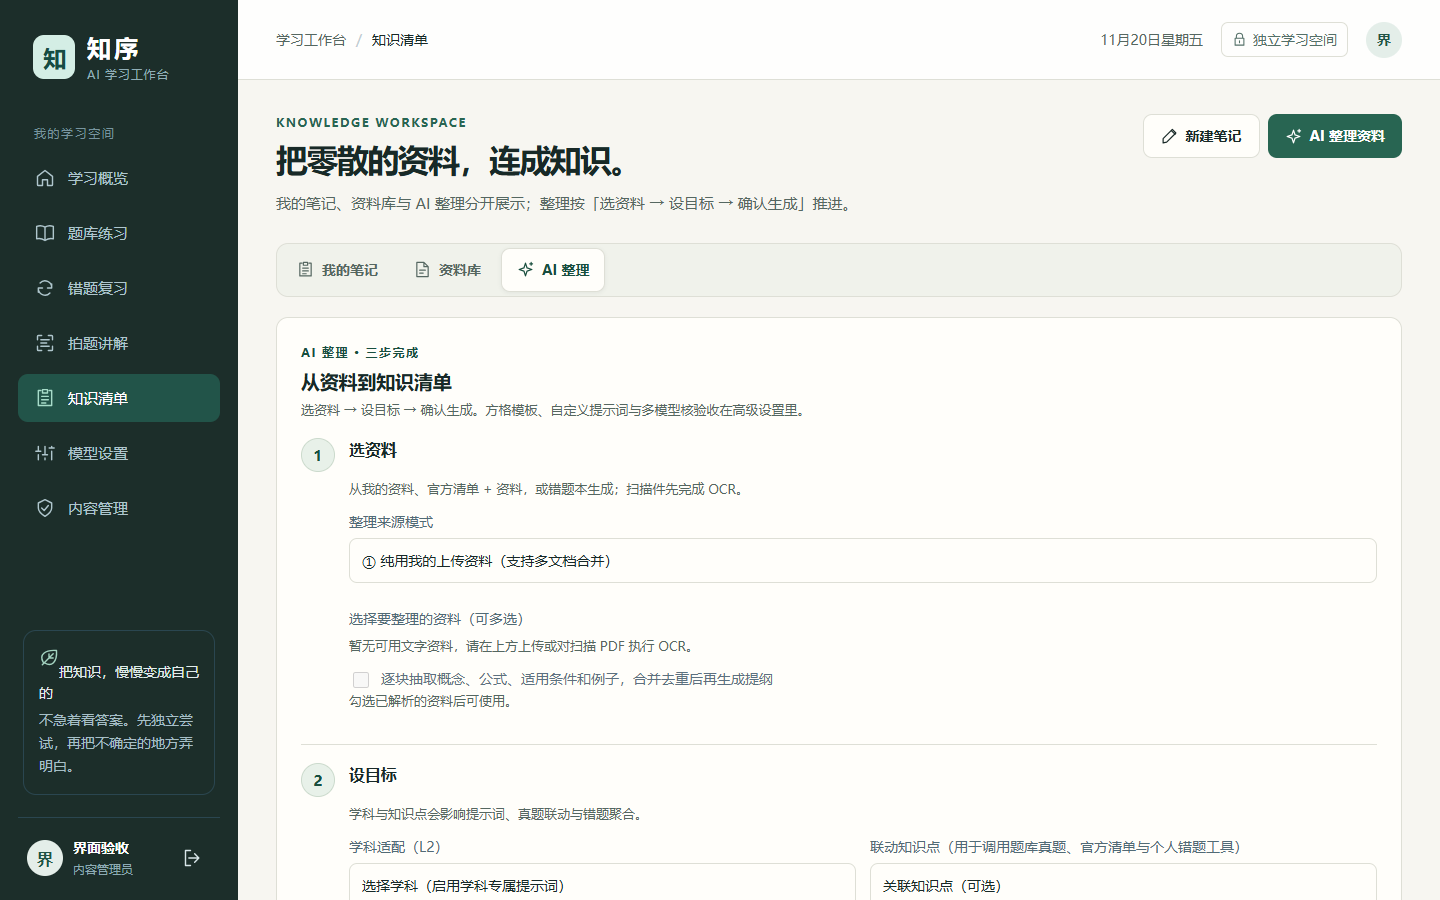 知
知序
AI 学习工作台
我的学习空间
学习概览
题库练习
错题复习
拍题讲解
知识清单
模型设置
内容管理
把知识，慢慢变成自己的
不急着看答案。先独立尝
试，再把不确定的地方弄
明白。
界
界面验收
内容管理员
学习工作台 / 知识清单
11月20日星期五
独立学习空间
界
KNOWLEDGE WORKSPACE
把零散的资料，连成知识。
我的笔记、资料库与 AI 整理分开展示；整理按「选资料 → 设目标 → 确认生成」推进。
新建笔记
AI 整理资料
我的笔记
资料库
AI 整理
AI 整理 • 三步完成
从资料到知识清单
选资料 → 设目标 → 确认生成。方格模板、自定义提示词与多模型核验收在高级设置里。
1
选资料
从我的资料、官方清单 + 资料，或错题本生成；扫描件先完成 OCR。
整理来源模式
① 纯用我的上传资料（支持多文档合并）
选择要整理的资料（可多选）
暂无可用文字资料，请在上方上传或对扫描 PDF 执行 OCR。
逐块抽取概念、公式、适用条件和例子，合并去重后再生成提纲
勾选已解析的资料后可使用。
2
设目标
学科与知识点会影响提示词、真题联动与错题聚合。
学科适配（L2）
选择学科（启用学科专属提示词）
联动知识点（用于调用题库真题、官方清单与个人错题工具）
关联知识点（可选）